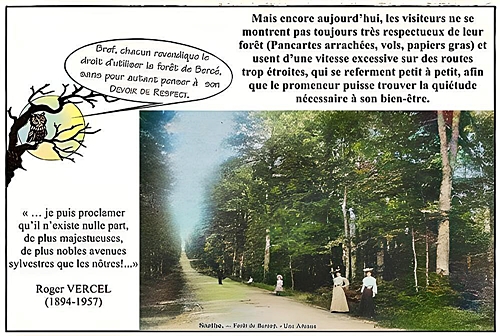 Bref, chacun revendique le
droit d'utiliser la forêt de Bercé,
sans pour autant penser à son
DEVOIR DE RESPECT.
Mais encore aujourd'hui, les visiteurs ne se
montrent pas toujours très respectueux de leur
forêt (Pancartes arrachées, vols, papiers gras) et
usent d'une vitesse excessive sur des routes
trop étroites, qui se referment petit à petit, afin
que le promeneur puisse trouver la quiétude
nécessaire à son bien-être.
« … je puis proclamer
qu'il n'existe nulle part,
de plus majestueuses,
de plus nobles avenues
sylvestres que les nôtres!...»
Roger VERCEL
(1894-1957)
Sarthe. - Forêt de Bersay. - Une Avenue